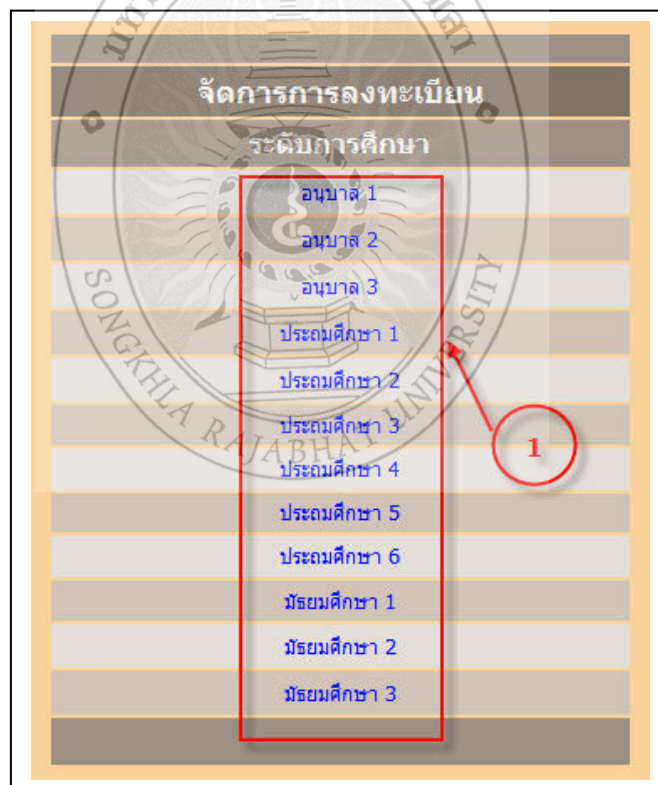 จัดการการลงทะเบียน
ระดับการศึกษา
อนุบาล 1
อนุบาล 2
อนุบาล 3
ประถมศึกษา 1
ประถมศึกษา 2
ประถมศึกษา 3
ประถมศึกษา 4
ประถมศึกษา 5
ประถมศึกษา 6
มัธยมศึกษา 1
มัธยมศึกษา 2
มัธยมศึกษา 3
1
SONGKHLA RAJABHAT UNIVERSITY